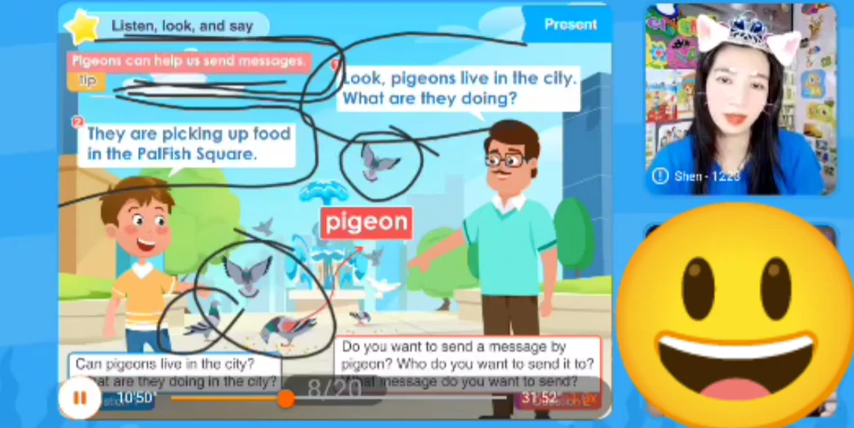 Listen, look, and say
Present
Pigeons can help us send messages.
tip
Look, pigeons live in the city.
What are they doing?
2
They are picking up food
in the PalFish Square.
Shen - 1223
pigeon
Can pigeons live in the city?
at are they doing in the city?
Do you want to send a message by
pigeon? Who do you want to send it to?
hat message do you want to send?
8/20
10'50"
31'52"